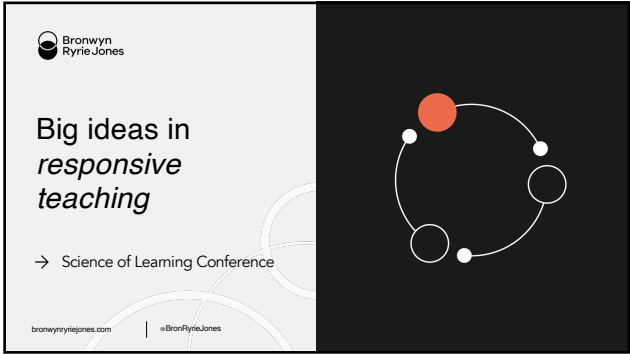 Bronwyn
Ryrie Jones
Big ideas in
responsive
teaching
→ Science of Learning Conference
bronwynryriejones.com | @BronRyrieJones